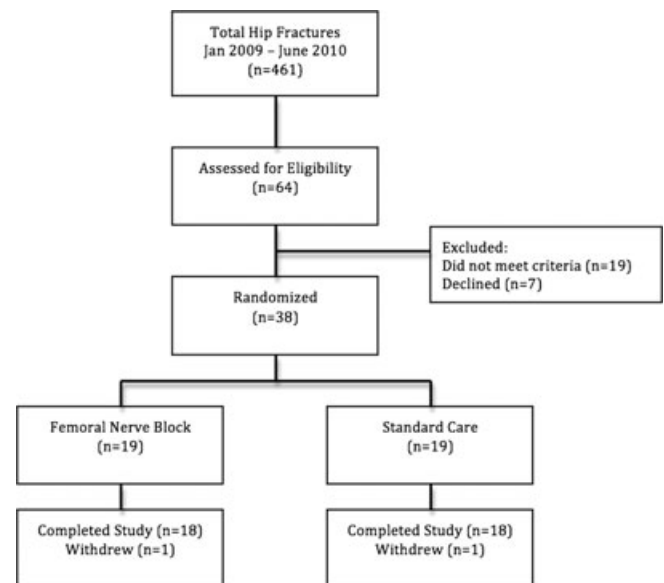 Total Hip Fractures
Jan 2009 – June 2010
(n=461)
Assessed for Eligibility
(n=64)
Excluded:
Did not meet criteria (n=19)
Declined (n=7)
Randomized
(n=38)
Femoral Nerve Block
(n=19)
Standard Care
(n=19)
Completed Study (n=18)
Withdrew (n=1)
Completed Study (n=18)
Withdrew (n=1)